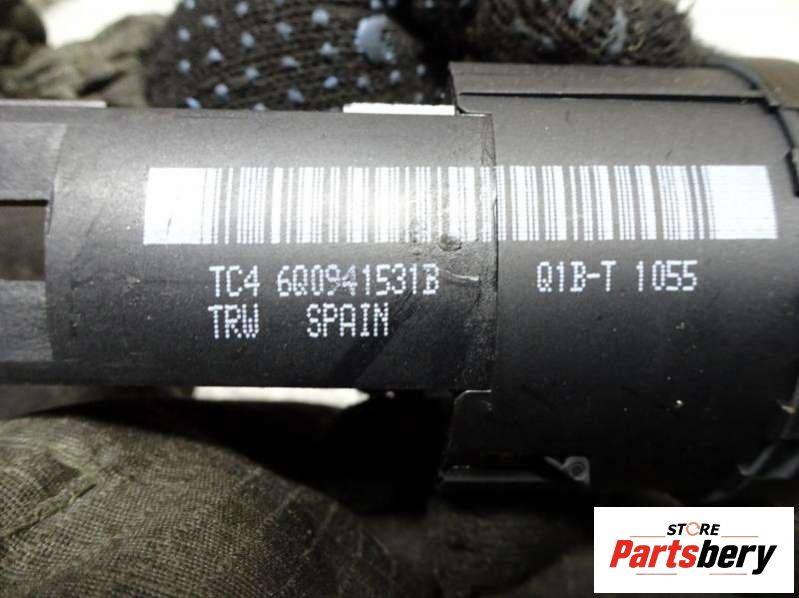 TC4 6Q0941531B Q1B-T 1055
TRW SPAIN
STORE
Partsbery